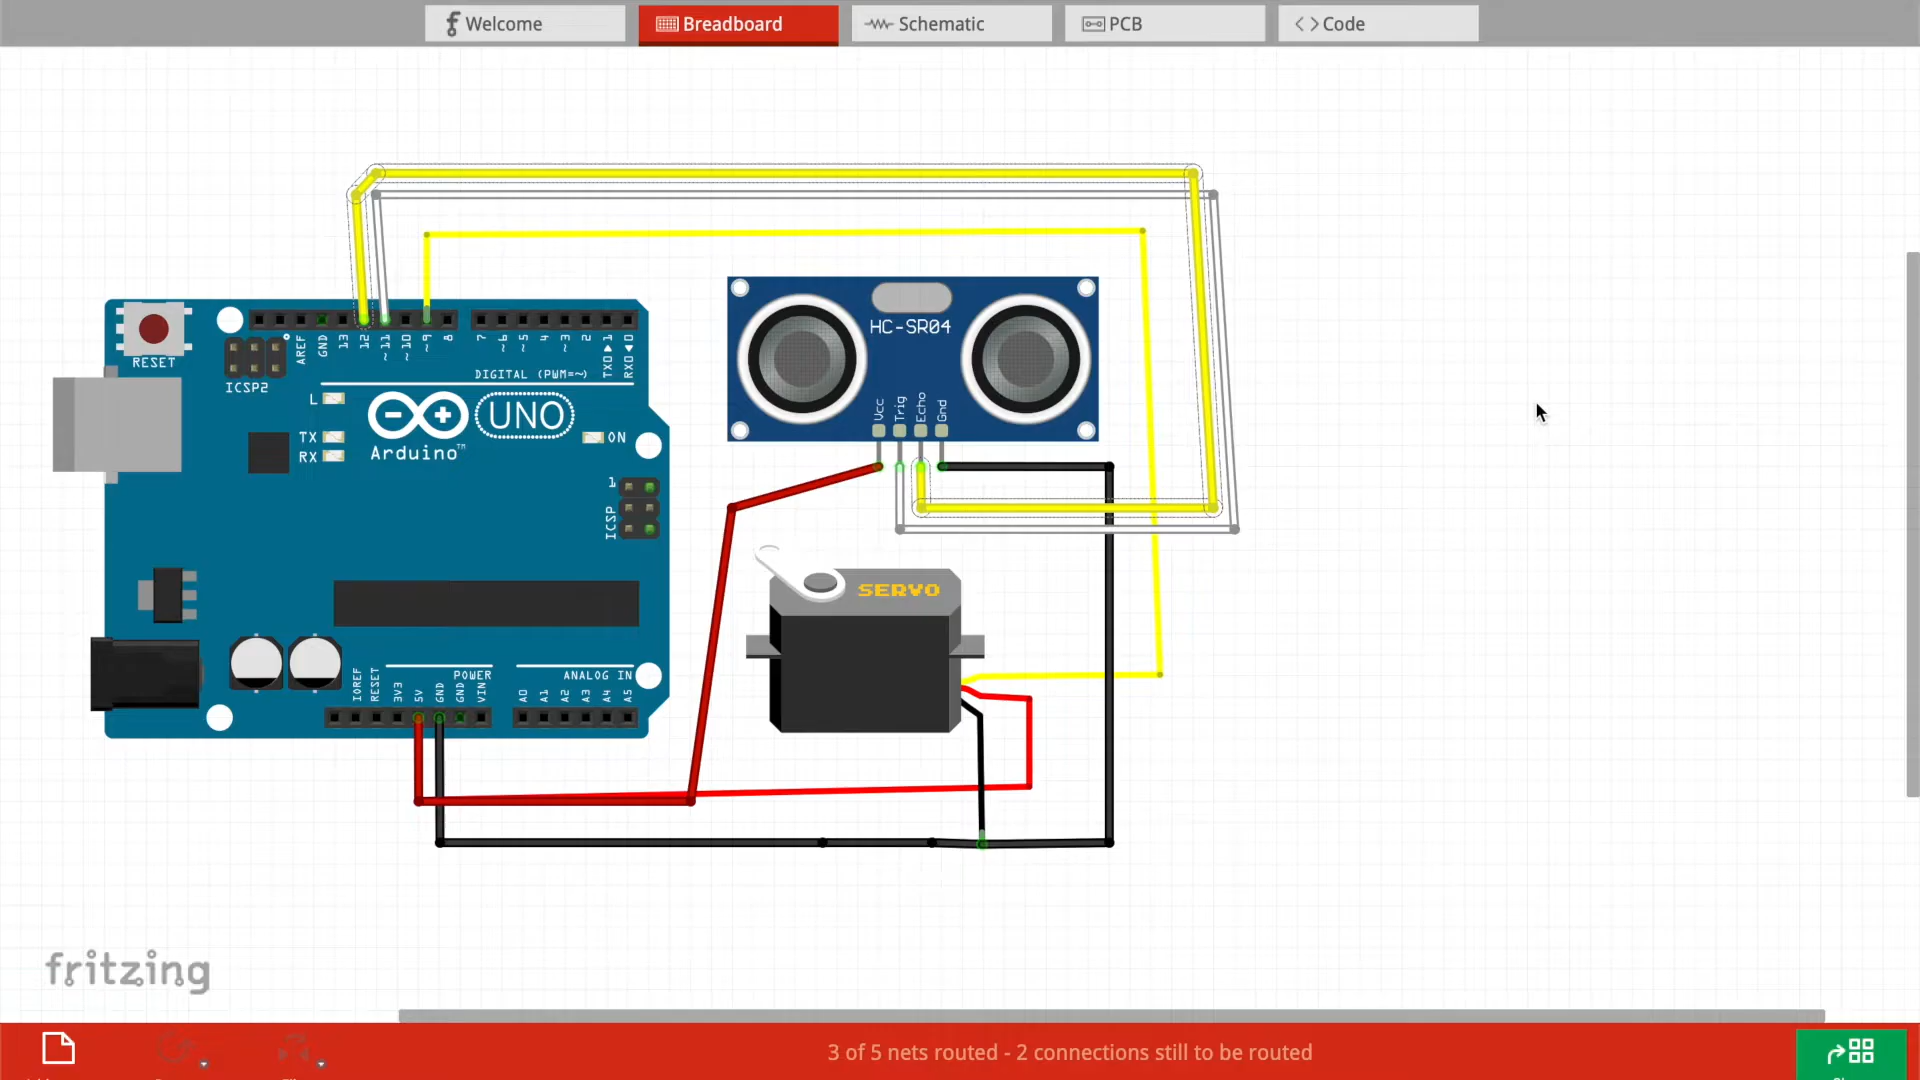 Welcome
Breadboard
Schematic
PCB
Code
RESET
ICSP2
AREF
GND
13
12
~11
~10
~9
8
7
~6
~5
4
~3
2
TX0▶1
RX0◀0
DIGITAL (PWM=~)
L
TX
RX
UNO
Arduino™
ON
1
ICSP
IOREF
RESET
3V3
5V
GND
GND
VIN
POWER
ANALOG IN
A0
A1
A2
A3
A4
A5
HC-SR04
Vcc
Trig
Echo
Gnd
SERVO
fritzing
3 of 5 nets routed - 2 connections still to be routed